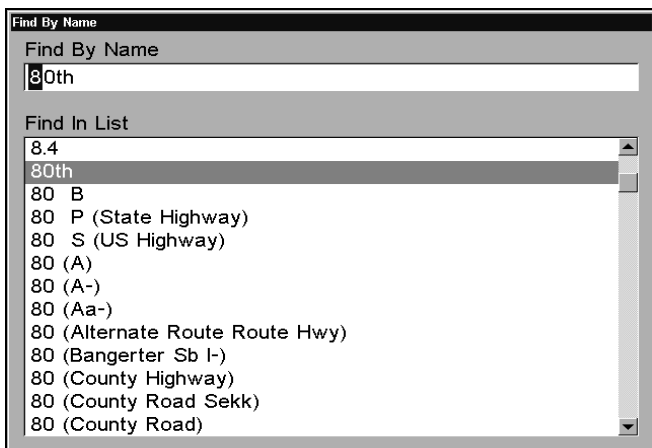 Find By Name
Find By Name
80th
Find In List
8.4
80th
80  B
80  P (State Highway)
80  S (US Highway)
80 (A)
80 (A-)
80 (Aa-)
80 (Alternate Route Route Hwy)
80 (Bangerter Sb I-)
80 (County Highway)
80 (County Road Sekk)
80 (County Road)